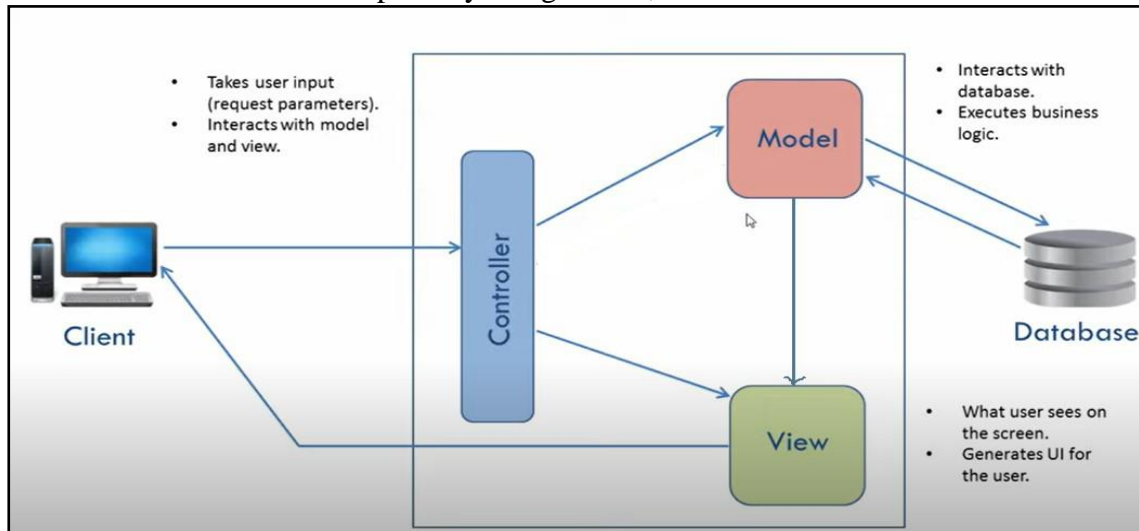 • Takes user input
(request parameters).
• Interacts with model
and view.
• Interacts with
database.
• Executes business
logic.
Model
Controller
Client
Database
View
• What user sees on
the screen.
• Generates UI for
the user.